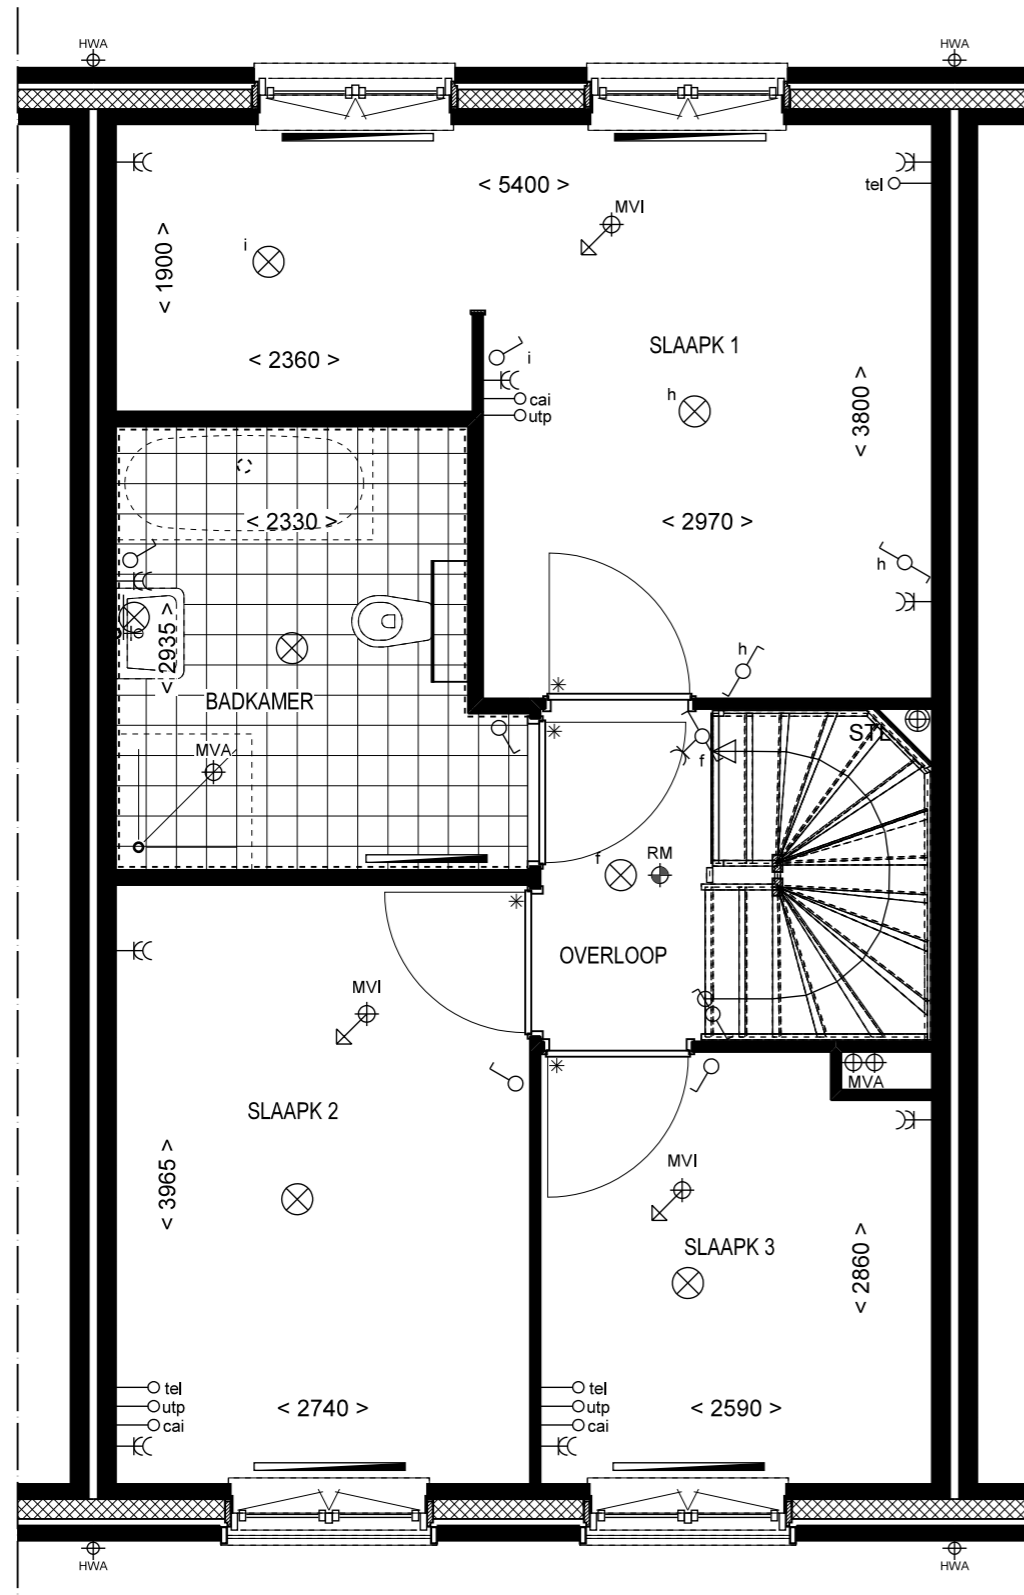 HWA
HWA
< 5400 >
tel
MVI
i
< 1900 >
SLAAPK 1
i
< 2360 >
cai
utp
h
< 3800 >
< 2330 >
< 2970 >
h
< 2935 >
h
BADKAMER
STL
MVA
f
f
RM
OVERLOOP
MVI
MVA
SLAAPK 2
MVI
< 3965 >
SLAAPK 3
< 2860 >
tel
utp
cai
< 2740 >
tel
utp
cai
< 2590 >
HWA
HWA